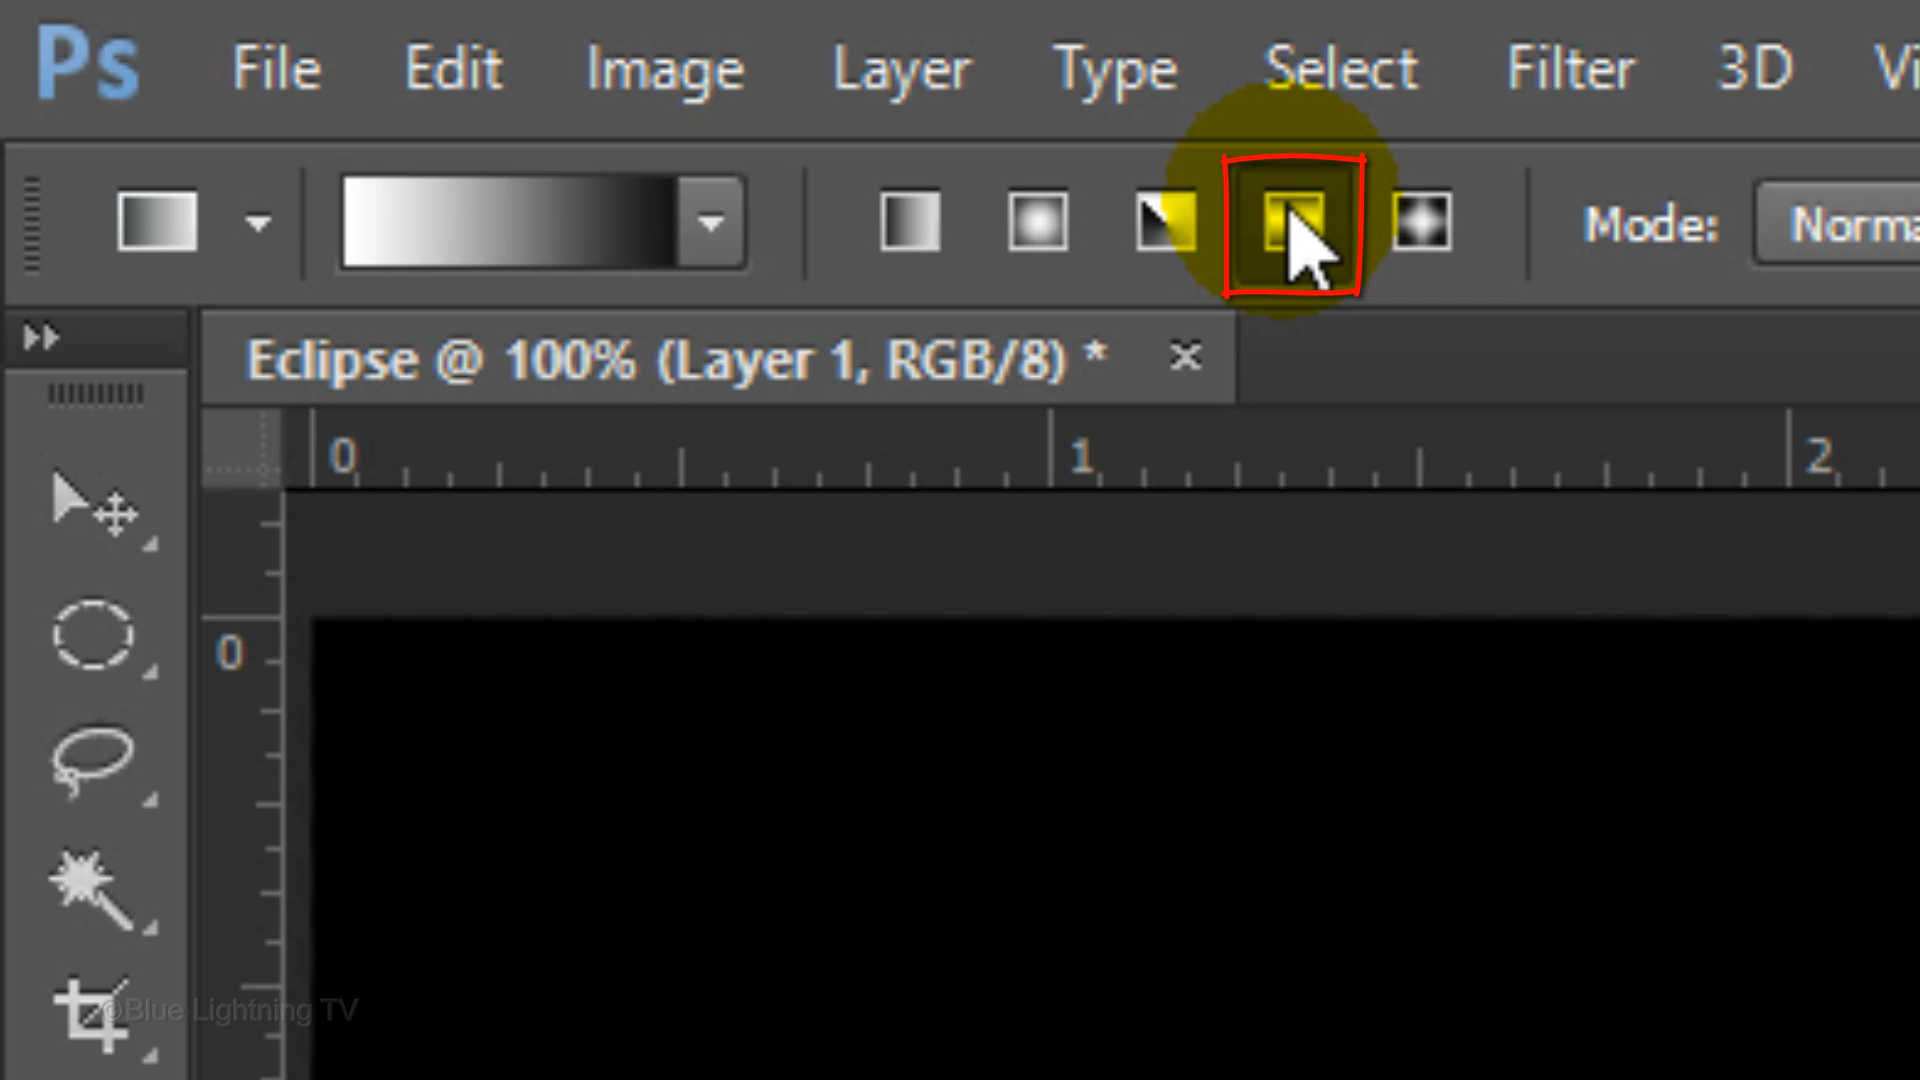 Ps File Edit Image Layer Type Select Filter 3D
Mode:
Eclipse @ 100% (Layer 1, RGB/8) * ×
0 1 2
0
©Blue Lightning TV